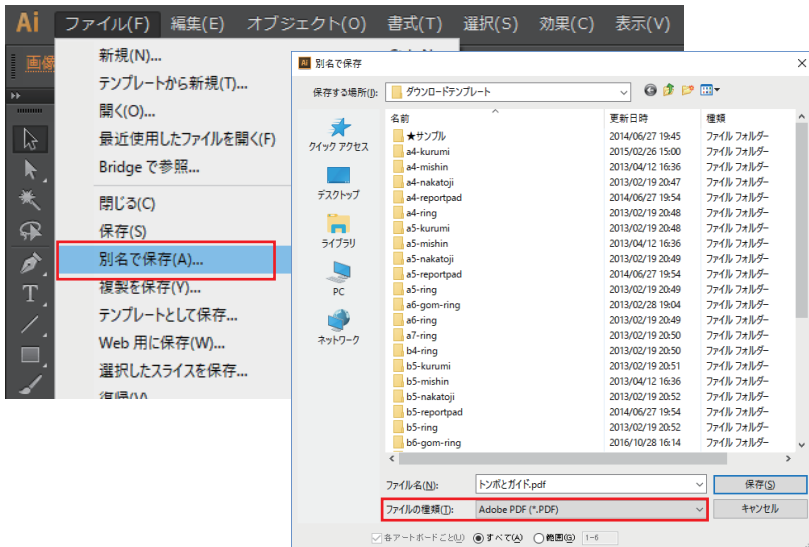 Ai ファイル(F) 編集(E) オブジェクト(O) 書式(T) 選択(S) 効果(C) 表示(V)
画像
新規(N)...
テンプレートから新規(T)...
開く(O)...
最近使用したファイルを開く(F)
Bridge で参照...
閉じる(C)
保存(S)
別名で保存(A)...
複製を保存(Y)...
テンプレートとして保存...
Web 用に保存(W)...
選択したスライスを保存...
復帰(V)
T
Ai 別名で保存
保存する場所(I): ダウンロードテンプレート
クイック アクセス
デスクトップ
ライブラリ
PC
ネットワーク
名前 更新日時 種類
★サンプル 2014/06/27 19:45 ファイル フォルダー
a4-kurumi 2015/02/26 15:00 ファイル フォルダー
a4-mishin 2013/04/12 16:36 ファイル フォルダー
a4-nakatoji 2013/02/19 20:47 ファイル フォルダー
a4-reportpad 2014/06/27 19:54 ファイル フォルダー
a4-ring 2013/02/19 20:48 ファイル フォルダー
a5-kurumi 2013/02/19 20:48 ファイル フォルダー
a5-mishin 2013/04/12 16:36 ファイル フォルダー
a5-nakatoji 2013/02/19 20:49 ファイル フォルダー
a5-reportpad 2014/06/27 19:54 ファイル フォルダー
a5-ring 2013/02/19 20:49 ファイル フォルダー
a6-gom-ring 2013/02/28 19:04 ファイル フォルダー
a6-ring 2013/02/19 20:49 ファイル フォルダー
a7-ring 2013/02/19 20:50 ファイル フォルダー
b4-ring 2013/02/19 20:50 ファイル フォルダー
b5-kurumi 2013/02/19 20:51 ファイル フォルダー
b5-mishin 2013/04/12 16:36 ファイル フォルダー
b5-nakatoji 2013/02/19 20:52 ファイル フォルダー
b5-reportpad 2014/06/27 19:54 ファイル フォルダー
b5-ring 2013/02/19 20:52 ファイル フォルダー
b6-gom-ring 2016/10/28 16:14 ファイル フォルダー
ファイル名(N): トンボとガイド.pdf 保存(S)
ファイルの種類(T): Adobe PDF (*.PDF) キャンセル
各アートボードごと(U) すべて(A) 範囲(G) 1-6